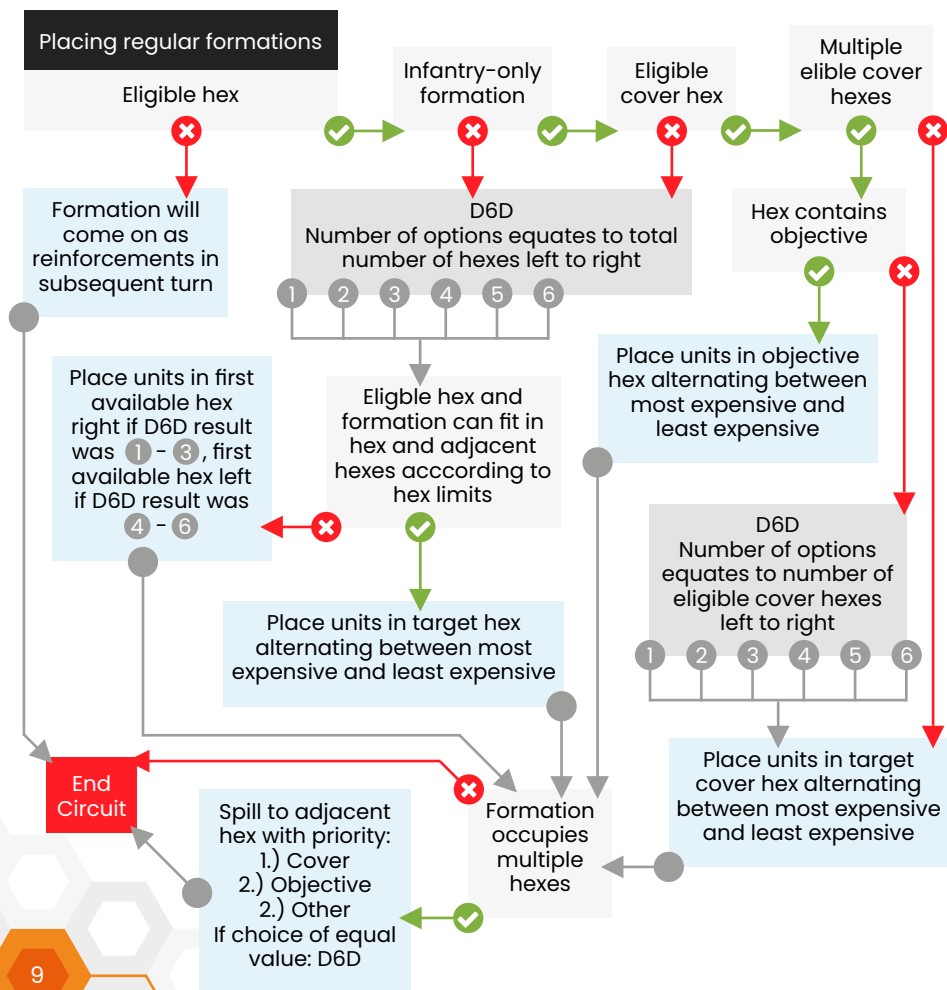 Placing regular formations
Eligible hex
Infantry-only
formation
Eligible
cover hex
Multiple
elible cover
hexes
Formation will
come on as
reinforcements in
subsequent turn
D6D
Number of options equates to total
number of hexes left to right
1 2 3 4 5 6
Hex contains
objective
Place units in first
available hex
right if D6D result
was 1 - 3, first
available hex left
if D6D result was
4 - 6
Eligble hex and
formation can fit in
hex and adjacent
hexes acccording to
hex limits
Place units in objective
hex alternating between
most expensive and
least expensive
D6D
Number of options
equates to number of
eligible cover hexes
left to right
1 2 3 4 5 6
Place units in target hex
alternating between most
expensive and least expensive
Place units in target
cover hex alternating
between most expensive
and least expensive
End
Circuit
Spill to adjacent
hex with priority:
1.) Cover
2.) Objective
2.) Other
If choice of equal
value: D6D
Formation
occupies
multiple
hexes
9